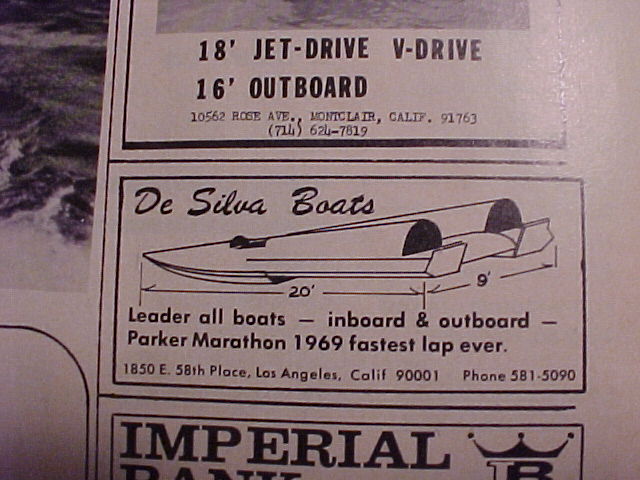 18' JET-DRIVE V-DRIVE
16' OUTBOARD
10562 ROSE AVE., MONTCLAIR, CALIF. 91763
(714) 624-7819
De Silva Boats
20'
9'
Leader all boats — inboard & outboard —
Parker Marathon 1969 fastest lap ever.
1850 E. 58th Place, Los Angeles, Calif 90001 Phone 581-5090
IMPERIAL
BANK